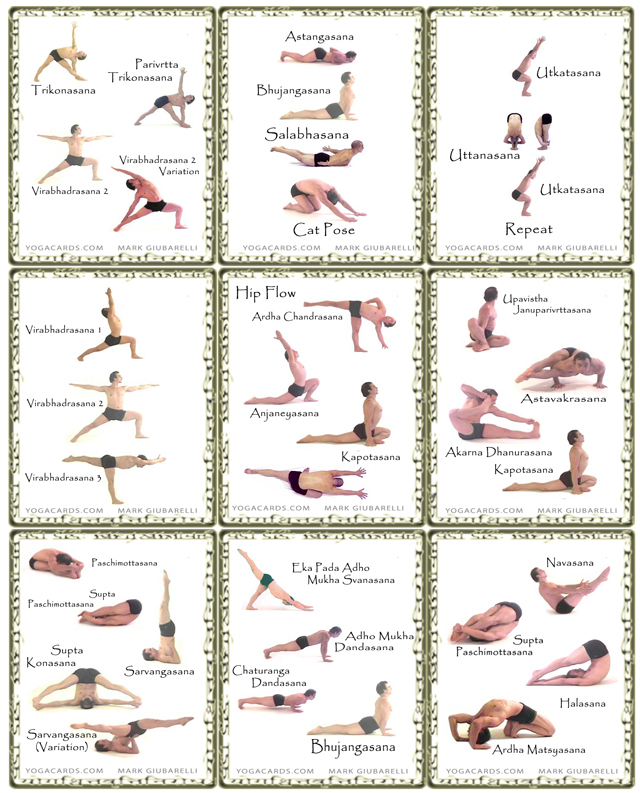 Trikonasana
Parivrtta
Trikonasana
Virabhadrasana 2
Virabhadrasana 2
Variation
YOGACARDS.COM MARK GIUBARELLI
Astangasana
Bhujangasana
Salabhasana
Cat Pose
YOGACARDS.COM MARK GIUBARELLI
Utkatasana
Uttanasana
Utkatasana
Repeat
YOGACARDS.COM MARK GIUBARELLI
Virabhadrasana 1
Virabhadrasana 2
Virabhadrasana 3
YOGACARDS.COM MARK GIUBARELLI
Hip Flow
Ardha Chandrasana
Anjaneyasana
Kapotasana
YOGACARDS.COM MARK GIUBARELLI
Upavistha
Januparivrttasana
Astavakrasana
Akarna Dhanurasana
Kapotasana
YOGACARDS.COM MARK GIUBARELLI
Paschimottasana
Supta
Paschimottasana
Supta
Konasana
Sarvangasana
Sarvangasana
(Variation)
YOGACARDS.COM MARK GIUBARELLI
Eka Pada Adho
Mukha Svanasana
Adho Mukha
Dandasana
Chaturanga
Dandasana
Bhujangasana
YOGACARDS.COM MARK GIUBARELLI
Navasana
Supta
Paschimottasana
Halasana
Ardha Matsyasana
YOGACARDS.COM MARK GIUBARELLI